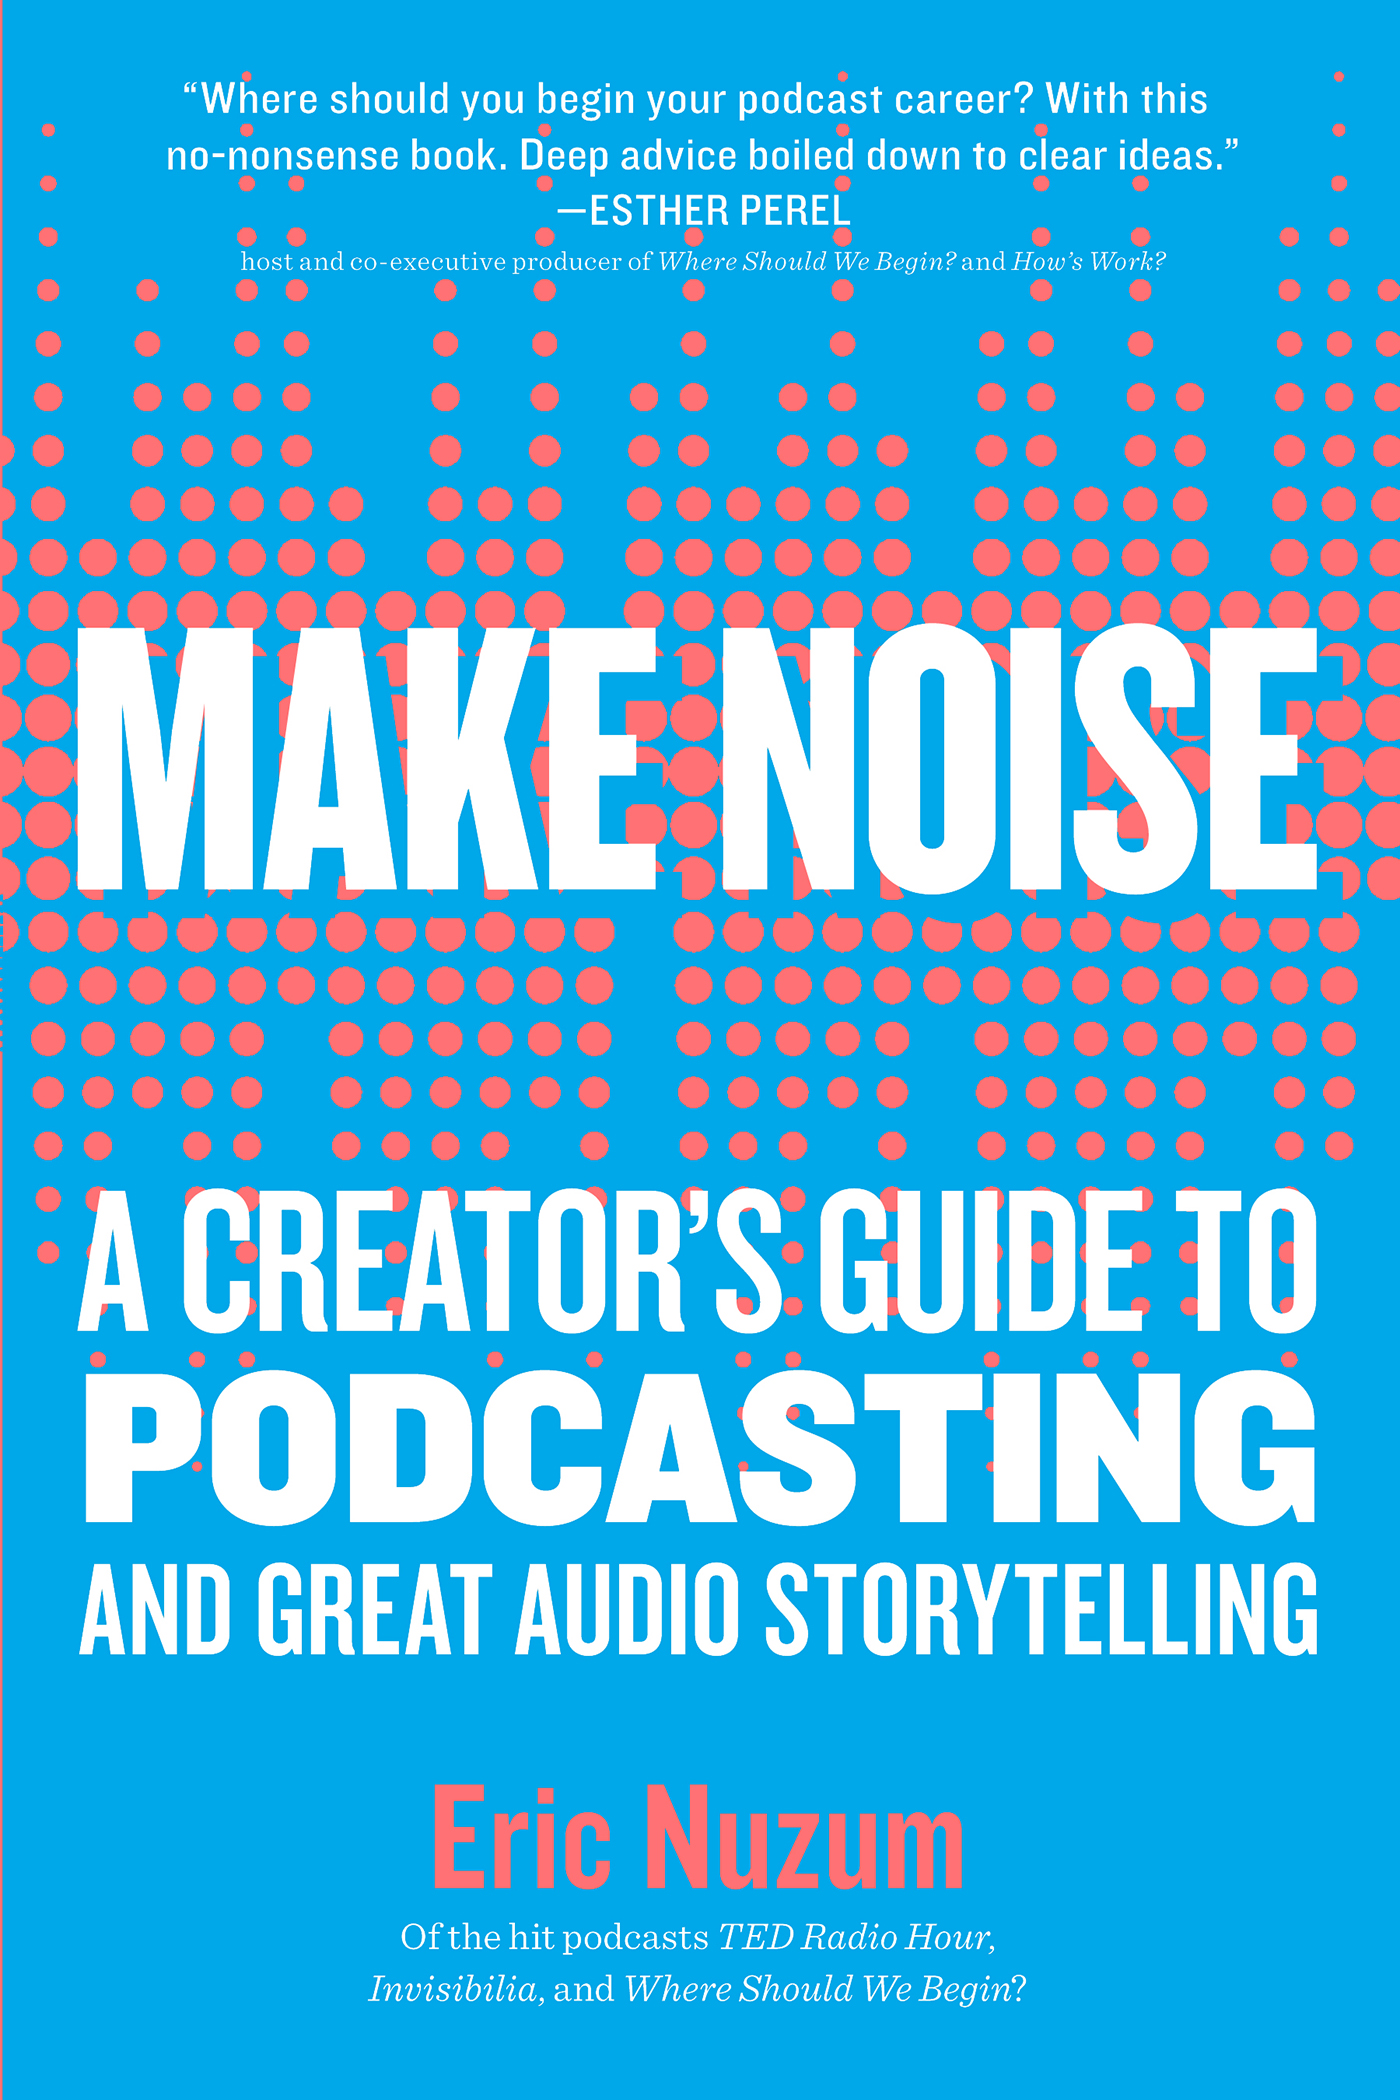 “Where should you begin your podcast career? With this
no-nonsense book. Deep advice boiled down to clear ideas.”
—ESTHER PEREL
host and co-executive producer of Where Should We Begin? and How’s Work?
MAKE NOISE
A CREATOR’S GUIDE TO
PODCASTING
AND GREAT AUDIO STORYTELLING
Eric Nuzum
Of the hit podcasts TED Radio Hour,
Invisibilia, and Where Should We Begin?